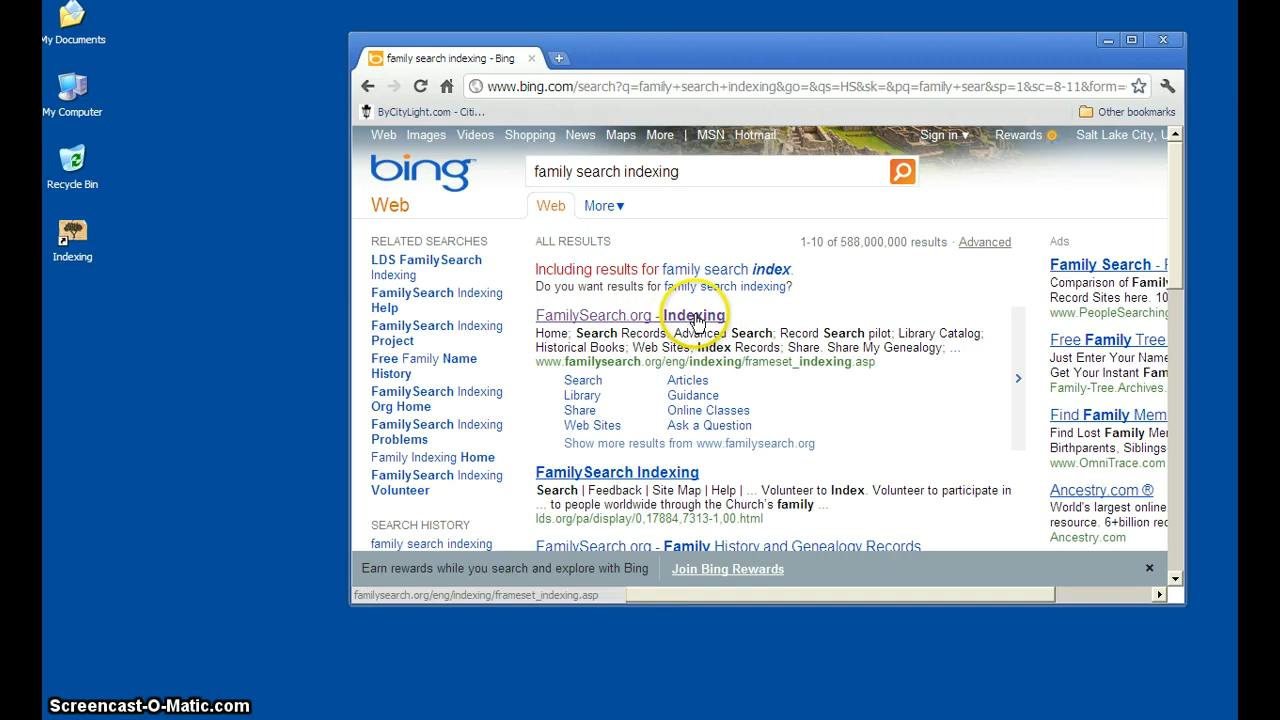 My Documents
My Computer
Recycle Bin
Indexing
family search indexing - Bing
www.bing.com/search?q=family+search+indexing&go=&qs=HS&sk=&pq=family+sear&sp=1&sc=8-11&form=
ByCityLight.com - Citi...
Other bookmarks
Web Images Videos Shopping News Maps More | MSN Hotmail
Sign in ▾ Rewards Salt Lake City, U
bing
family search indexing
Web
Web More▾
RELATED SEARCHES
LDS FamilySearch
Indexing
FamilySearch Indexing
Help
FamilySearch Indexing
Project
Free Family Name
History
FamilySearch Indexing
Org Home
FamilySearch Indexing
Problems
Family Indexing Home
FamilySearch Indexing
Volunteer
SEARCH HISTORY
family search indexing
ALL RESULTS
1-10 of 588,000,000 results · Advanced
Including results for family search index.
Do you want results for family search indexing?
FamilySearch.org - Indexing
Home; Search Records; Advanced Search; Record Search pilot; Library Catalog;
Historical Books; Web Sites; Index Records; Share. Share My Genealogy; ...
www.familysearch.org/eng/indexing/frameset_indexing.asp
Search Articles
Library Guidance
Share Online Classes
Web Sites Ask a Question
Show more results from www.familysearch.org
FamilySearch Indexing
Search | Feedback | Site Map | Help | ... Volunteer to Index. Volunteer to participate in
... to people worldwide through the Church's family ...
lds.org/pa/display/0,17884,7313-1,00.html
FamilySearch.org - Family History and Genealogy Records
Ads
Family Search -
Comparison of Family
Record Sites here. 10
www.PeopleSearching
Free Family Tree
Just Enter Your Name
Get Your Instant Fam
Family-Tree.Archives.
Find Family Mem
Find Lost Family Me
Birthparents, Siblings
www.OmniTrace.com
Ancestry.com ®
World's largest online
resource. 6+billion re
Ancestry.com
Earn rewards while you search and explore with Bing Join Bing Rewards
familysearch.org/eng/indexing/frameset_indexing.asp
Screencast-O-Matic.com